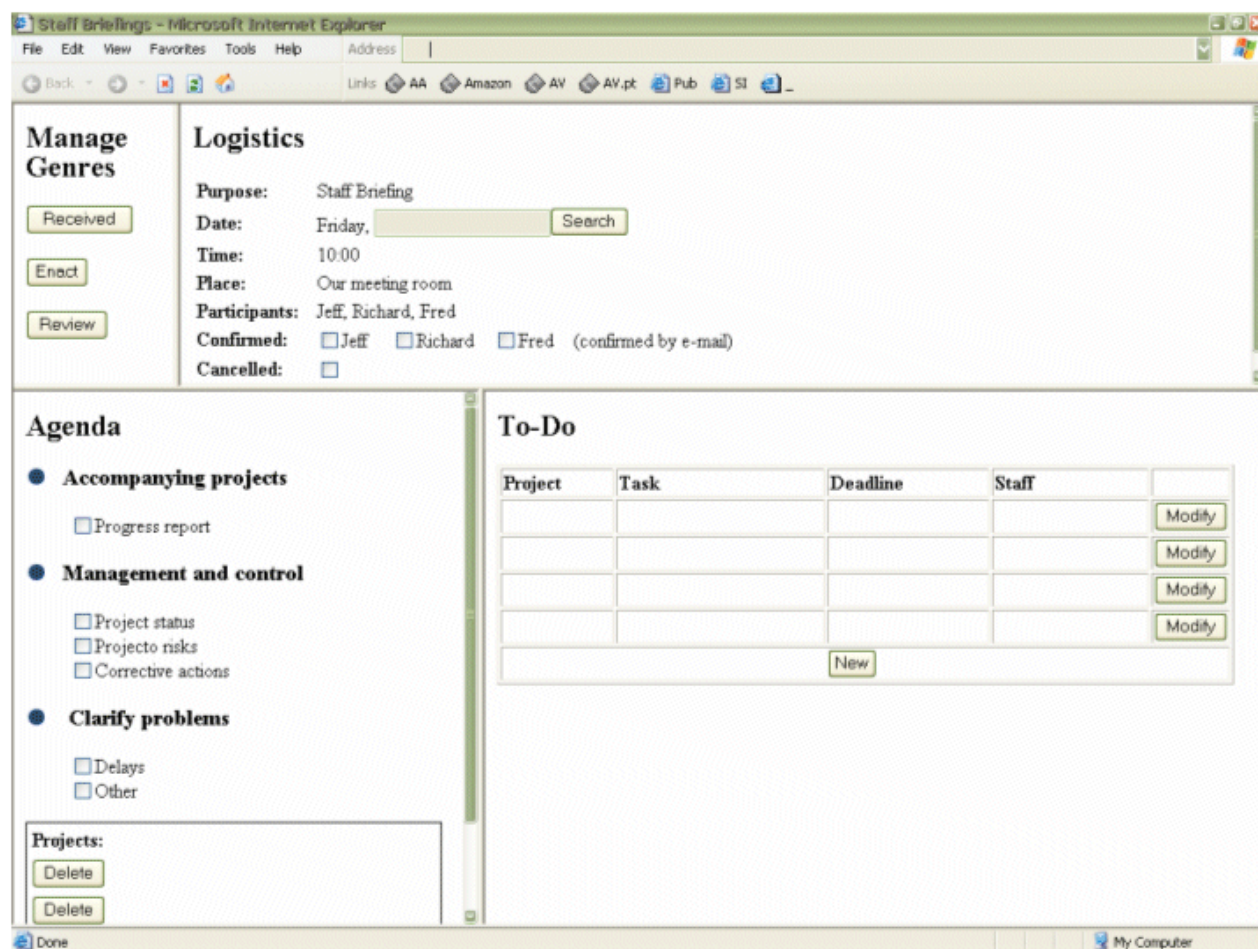 Staff Briefings - Microsoft Internet Explorer
File Edit View Favorites Tools Help Address
Back Links AA Amazon AV AV.pt Pub SI _
Manage
Genres
Received
Enact
Review
Logistics
Purpose: Staff Briefing
Date: Friday, Search
Time: 10:00
Place: Our meeting room
Participants: Jeff, Richard, Fred
Confirmed: Jeff Richard Fred (confirmed by e-mail)
Cancelled:
Agenda
Accompanying projects
Progress report
Management and control
Project status
Projecto risks
Corrective actions
Clarify problems
Delays
Other
Projects:
Delete
Delete
To-Do
Project Task Deadline Staff
Modify
Modify
Modify
Modify
New
Done My Computer